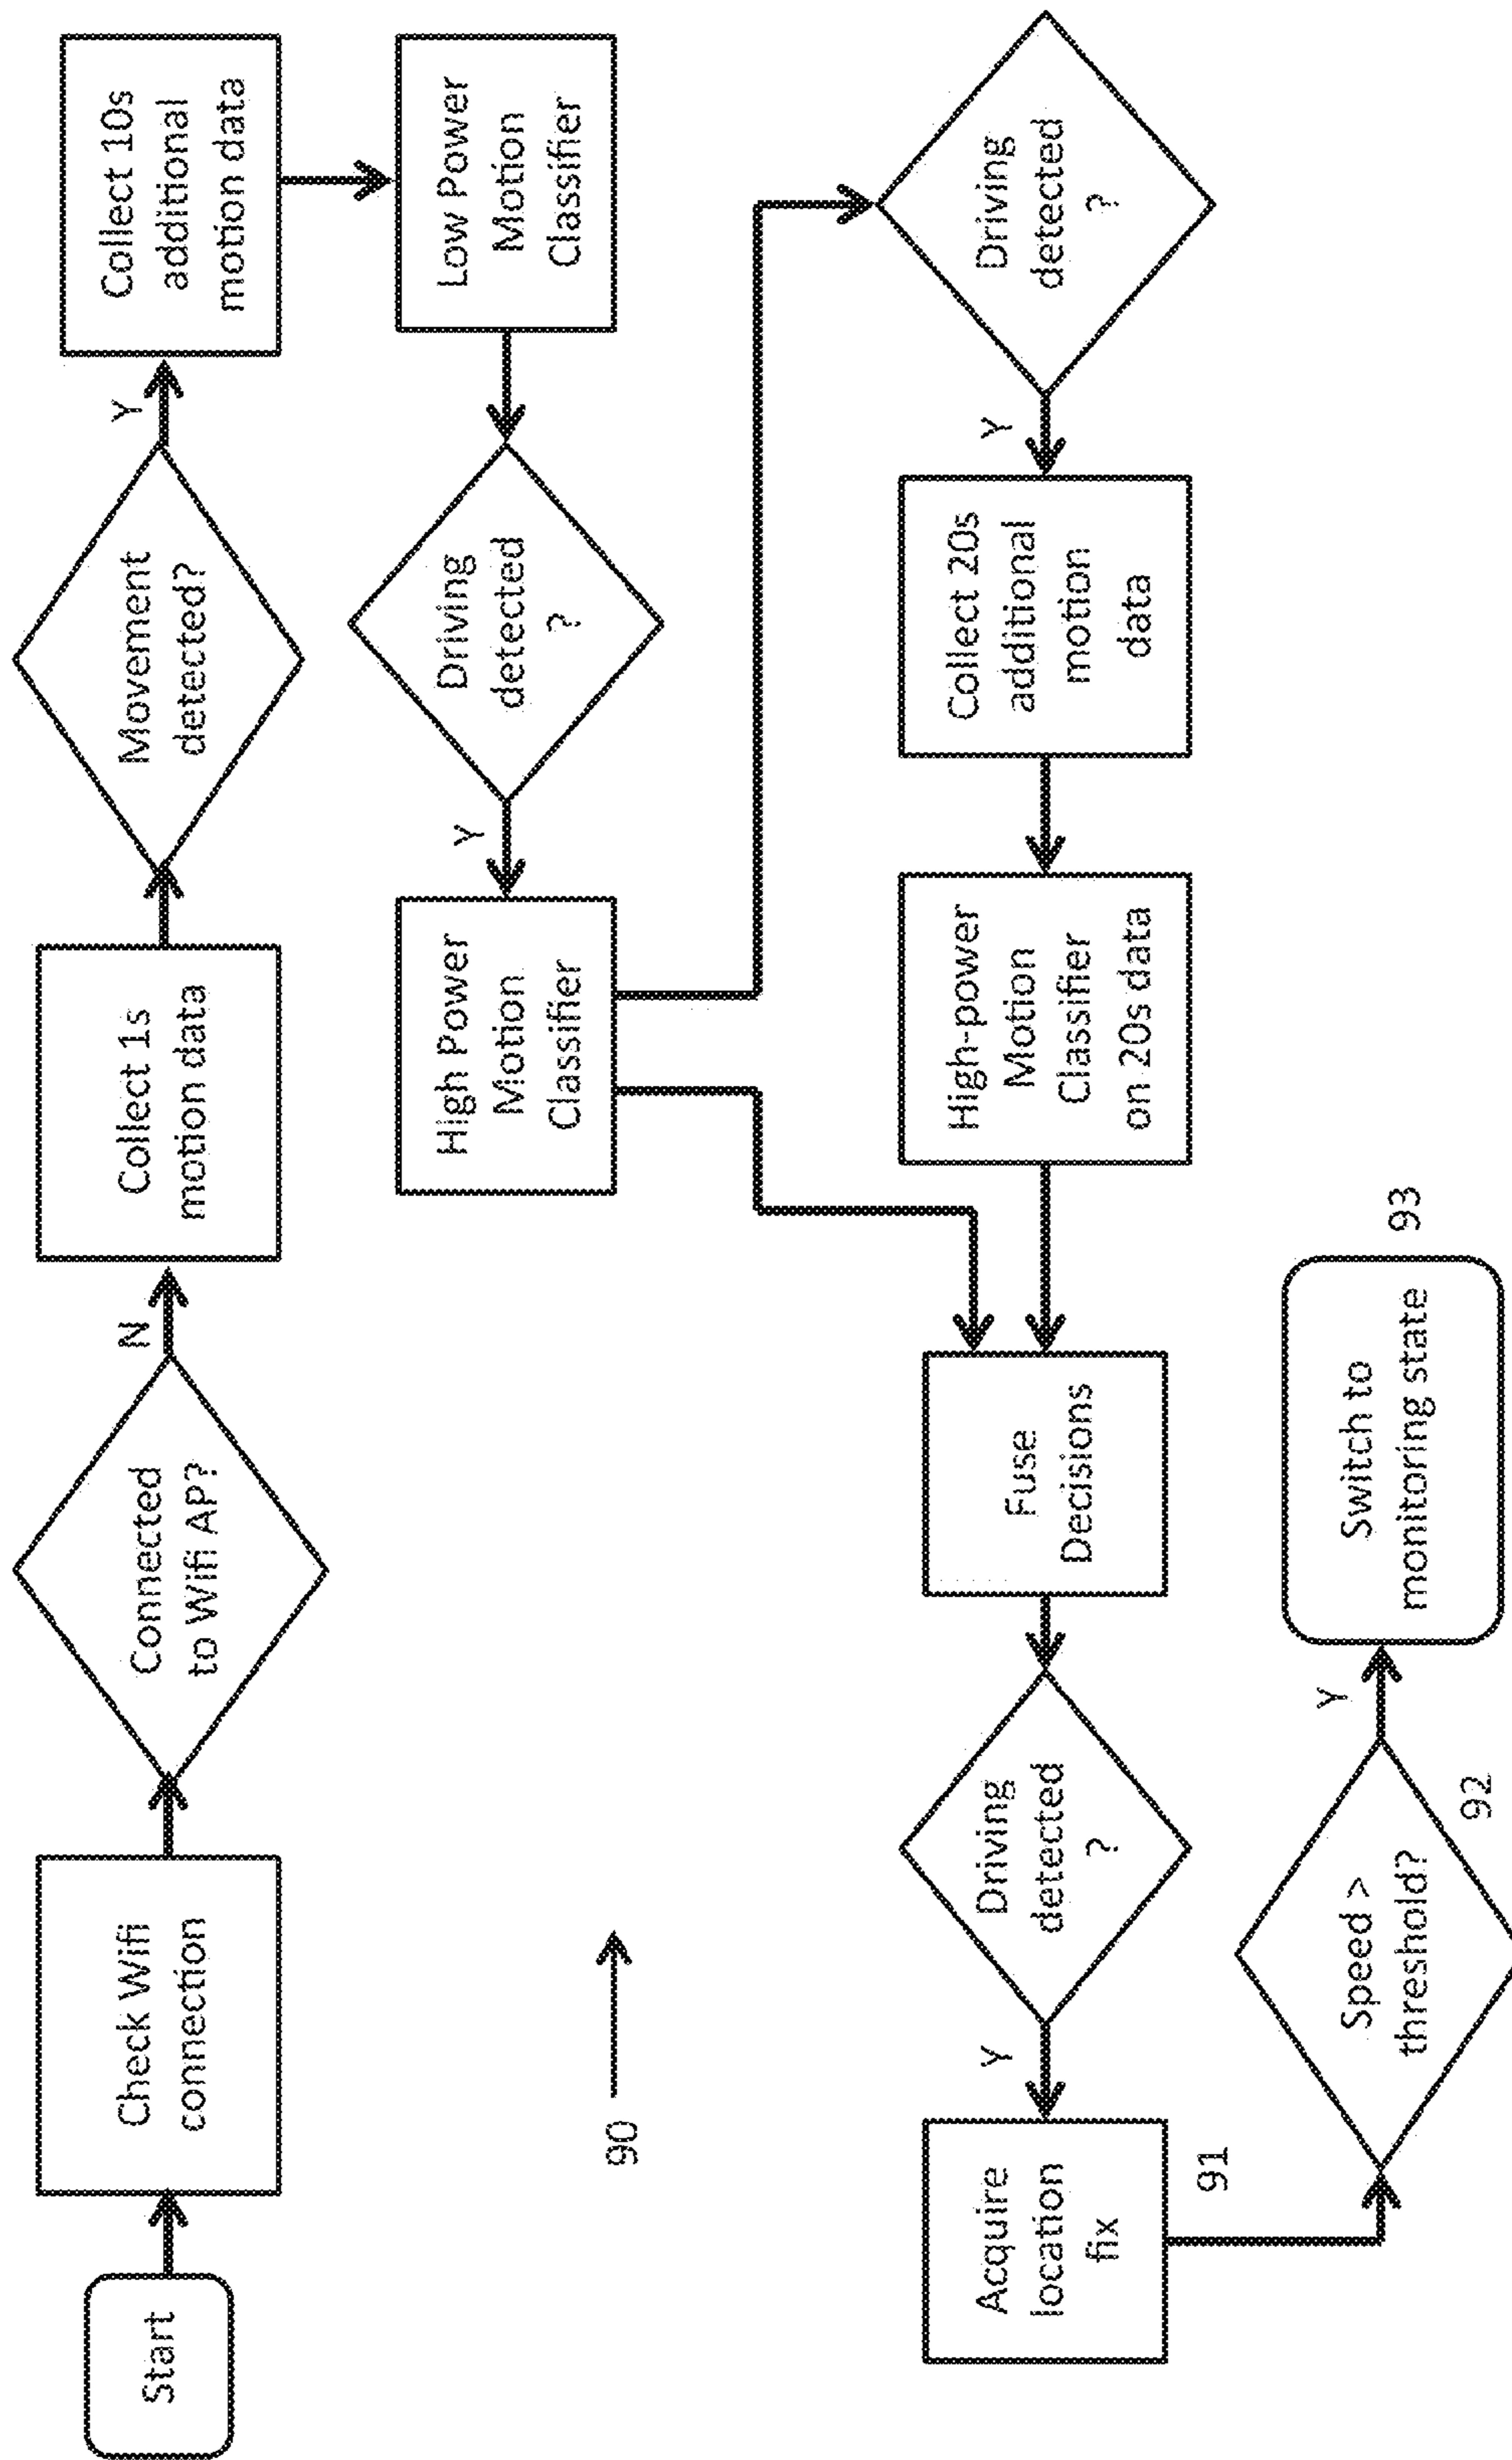 Start
Check Wifi
connection
Connected
to Wifi AP?
N
Collect 1s
motion data
Movement
detected?
Y
Collect 10s
additional
motion data
Low Power
Motion
Classifier
Driving
detected
?
Y
High Power
Motion
Classifier
90
Driving
detected
?
Y
Collect 20s
additional
motion
data
High-power
Motion
Classifier
on 20s data
Fuse
Decisions
Driving
detected
?
Y
Acquire
location
fix
91
Speed >
threshold?
92
Y
Switch to
monitoring state
93